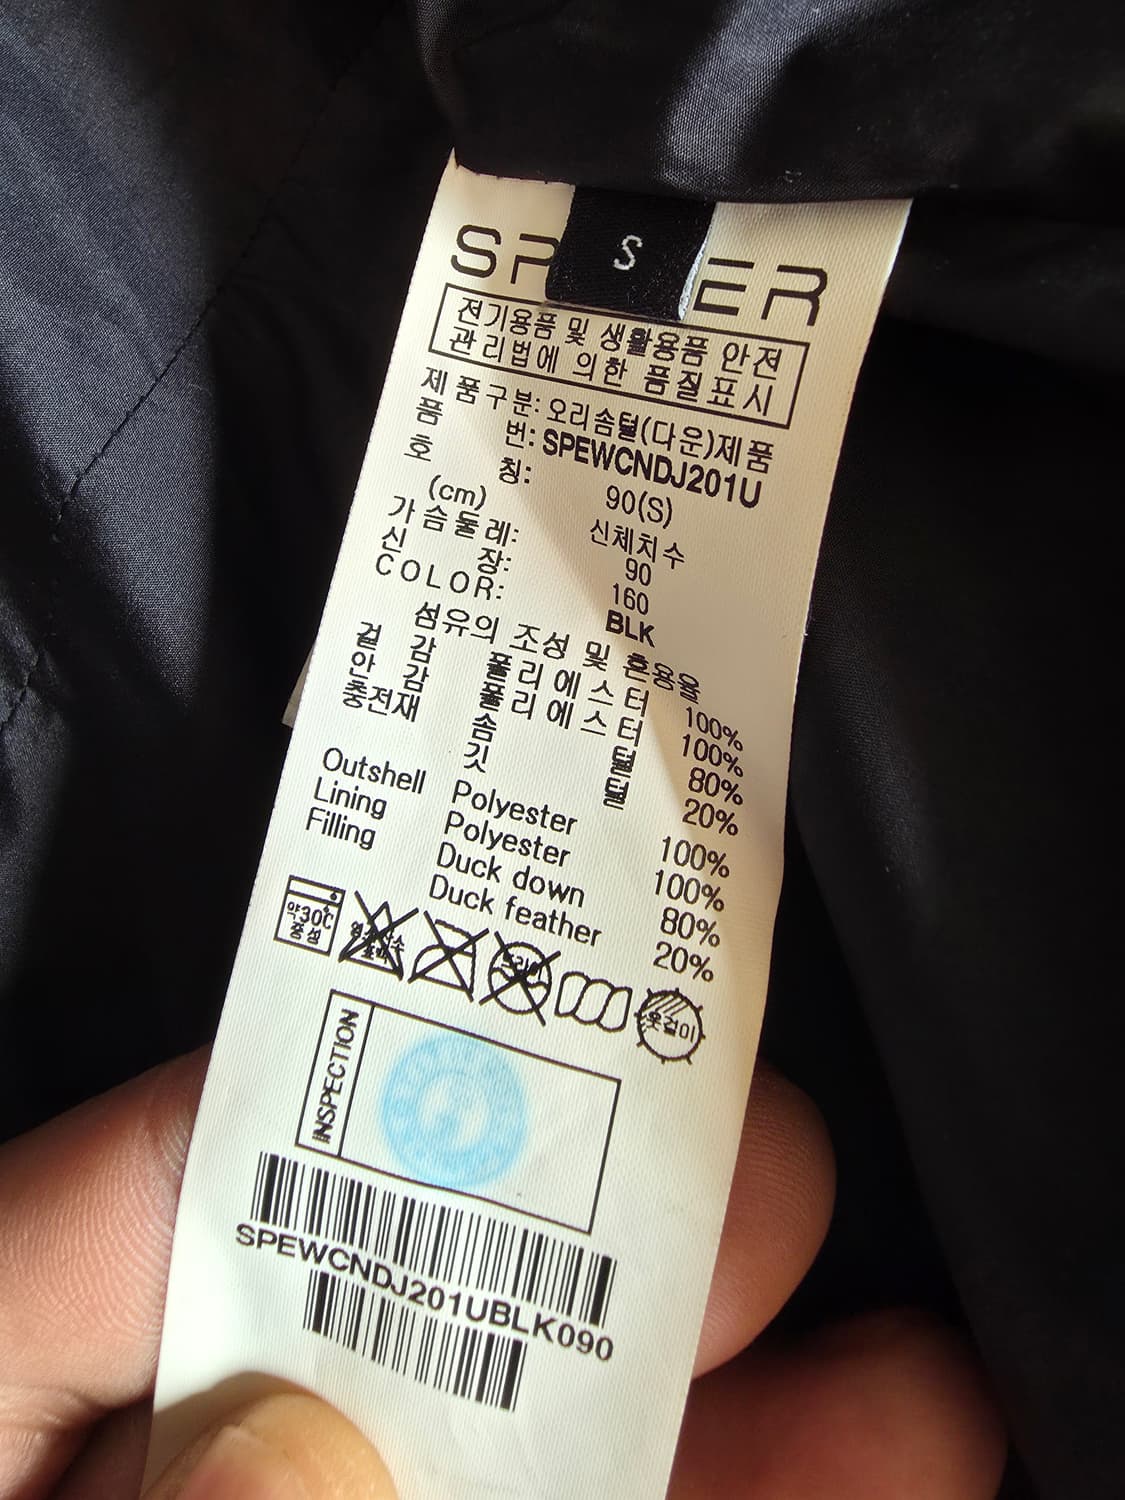 S
전기용품 및 생활용품 안전
관리법에 의한 품질표시
제품구분: 오리솜털(다운)제품
품 번: SPEWCNDJ201U
호 칭: 90(S)
(cm) 신체치수
가슴둘레: 90
신 장: 160
COLOR: BLK
섬유의 조성 및 혼용율
겉 감 폴리에스터 100%
안 감 폴리에스터 100%
충전재 솜 털 80%
깃 털 20%
Outshell Polyester 100%
Lining Polyester 100%
Filling Duck down 80%
Duck feather 20%
약30℃
중성
드라이
옷걸이
INSPECTION
SPEWCNDJ201UBLK090